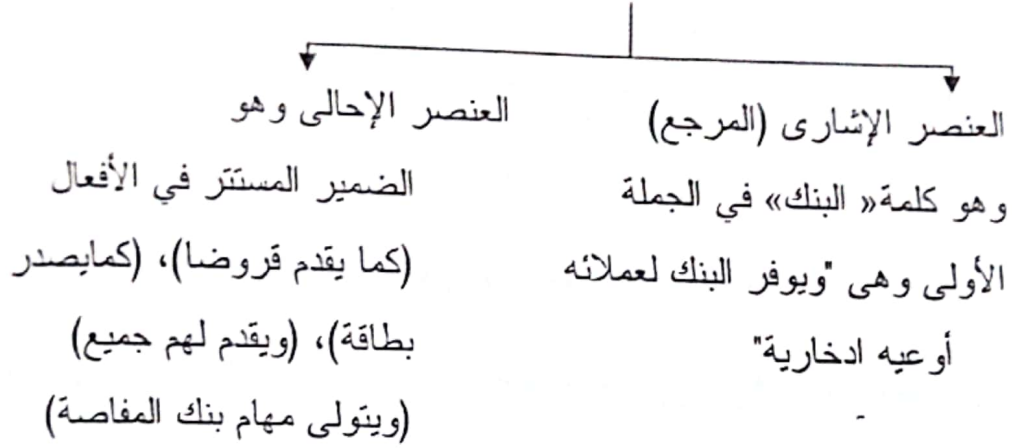 العنصر الإشارى (المرجع)
وهو كلمة« البنك» في الجملة
الأولى وهى "ويوفر البنك لعملائه
أوعيه ادخارية"
العنصر الإحالى وهو
الضمير المستتر في الأفعال
(كما يقدم قروضا)، (كمايصدر
بطاقة)، (ويقدم لهم جميع)
(ويتولى مهام بنك المفاصة)